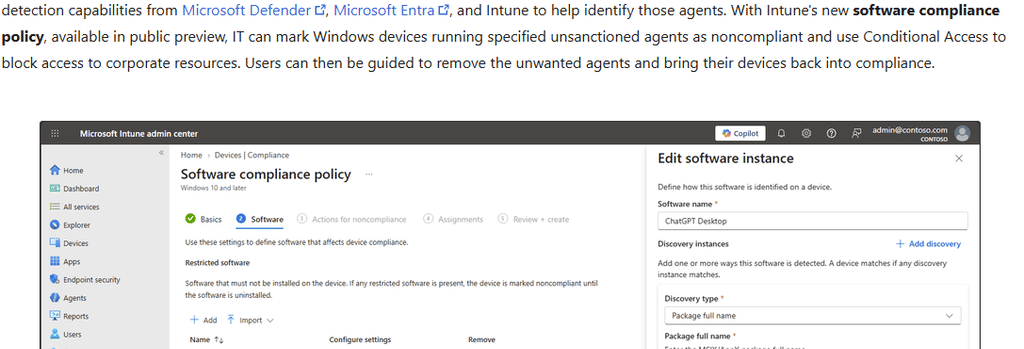 detection capabilities from Microsoft Defender, Microsoft Entra, and Intune to help identify those agents. With Intune's new software compliance
policy, available in public preview, IT can mark Windows devices running specified unsanctioned agents as noncompliant and use Conditional Access to
block access to corporate resources. Users can then be guided to remove the unwanted agents and bring their devices back into compliance.
Microsoft Intune admin center
Copilot
admin@contoso.com
CONTOSO
Home
Dashboard
All services
Explorer
Devices
Apps
Endpoint security
Agents
Reports
Users
Home > Devices | Compliance
Software compliance policy ...
Windows 10 and later
Basics
2 Software
3 Actions for noncompliance
4 Assignments
5 Review + create
Use these settings to define software that affects device compliance.
Restricted software
Software that must not be installed on the device. If any restricted software is present, the device is marked noncompliant until
the software is uninstalled.
+ Add
Import
Name
Configure settings
Remove
Edit software instance
Define how this software is identified on a device.
Software name *
ChatGPT Desktop
Discovery instances
+ Add discovery
Add one or more ways this software is detected. A device matches if any discovery
instance matches.
Discovery type *
Package full name
Package full name *